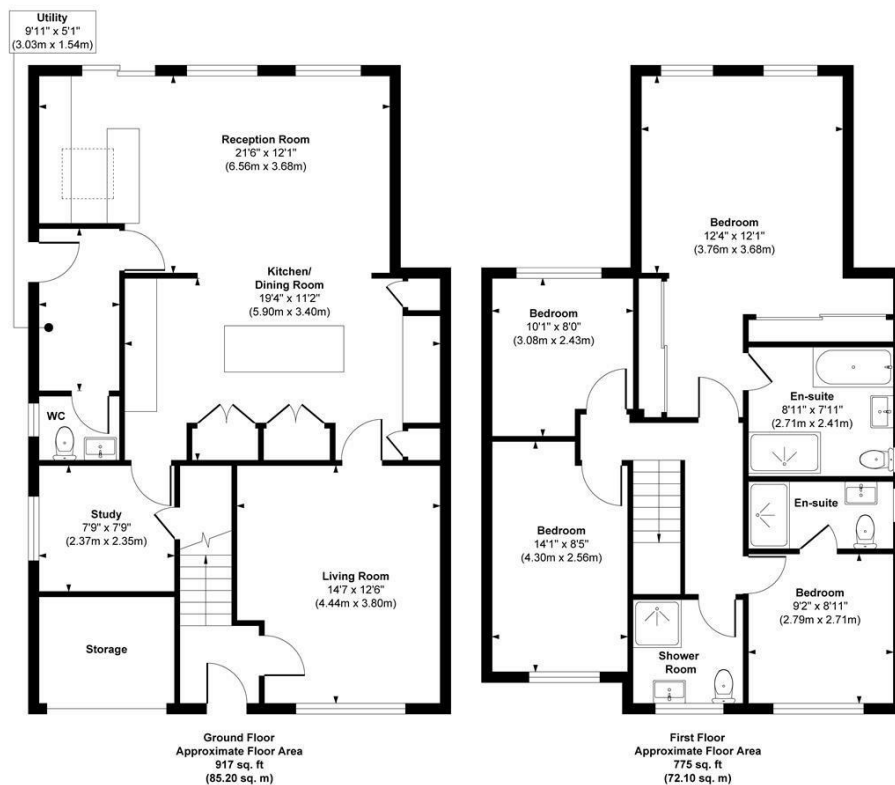 Utility
9'11" x 5'1"
(3.03m x 1.54m)
Reception Room
21'6" x 12'1"
(6.56m x 3.68m)
Kitchen/
Dining Room
19'4" x 11'2"
(5.90m x 3.40m)
WC
Study
7'9" x 7'9"
(2.37m x 2.35m)
Living Room
14'7 x 12'6"
(4.44m x 3.80m)
Storage
Ground Floor
Approximate Floor Area
917 sq. ft
(85.20 sq. m)
Bedroom
12'4" x 12'1"
(3.76m x 3.68m)
Bedroom
10'1" x 8'0"
(3.08m x 2.43m)
En-suite
8'11" x 7'11"
(2.71m x 2.41m)
En-suite
Bedroom
14'1" x 8'5"
(4.30m x 2.56m)
Bedroom
9'2" x 8'11"
(2.79m x 2.71m)
Shower
Room
First Floor
Approximate Floor Area
775 sq. ft
(72.10 sq. m)